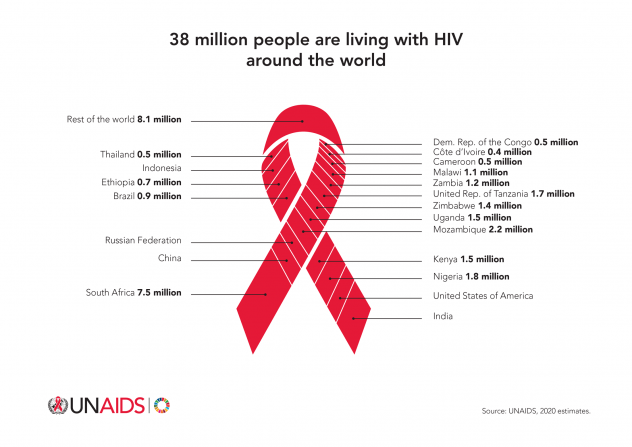 38 million people are living with HIV
around the world
Rest of the world 8.1 million
Thailand 0.5 million
Indonesia
Ethiopia 0.7 million
Brazil 0.9 million
Russian Federation
China
South Africa 7.5 million
Dem. Rep. of the Congo 0.5 million
Côte d'Ivoire 0.4 million
Cameroon 0.5 million
Malawi 1.1 million
Zambia 1.2 million
United Rep. of Tanzania 1.7 million
Zimbabwe 1.4 million
Uganda 1.5 million
Mozambique 2.2 million
Kenya 1.5 million
Nigeria 1.8 million
United States of America
India
UNAIDS
Source: UNAIDS, 2020 estimates.